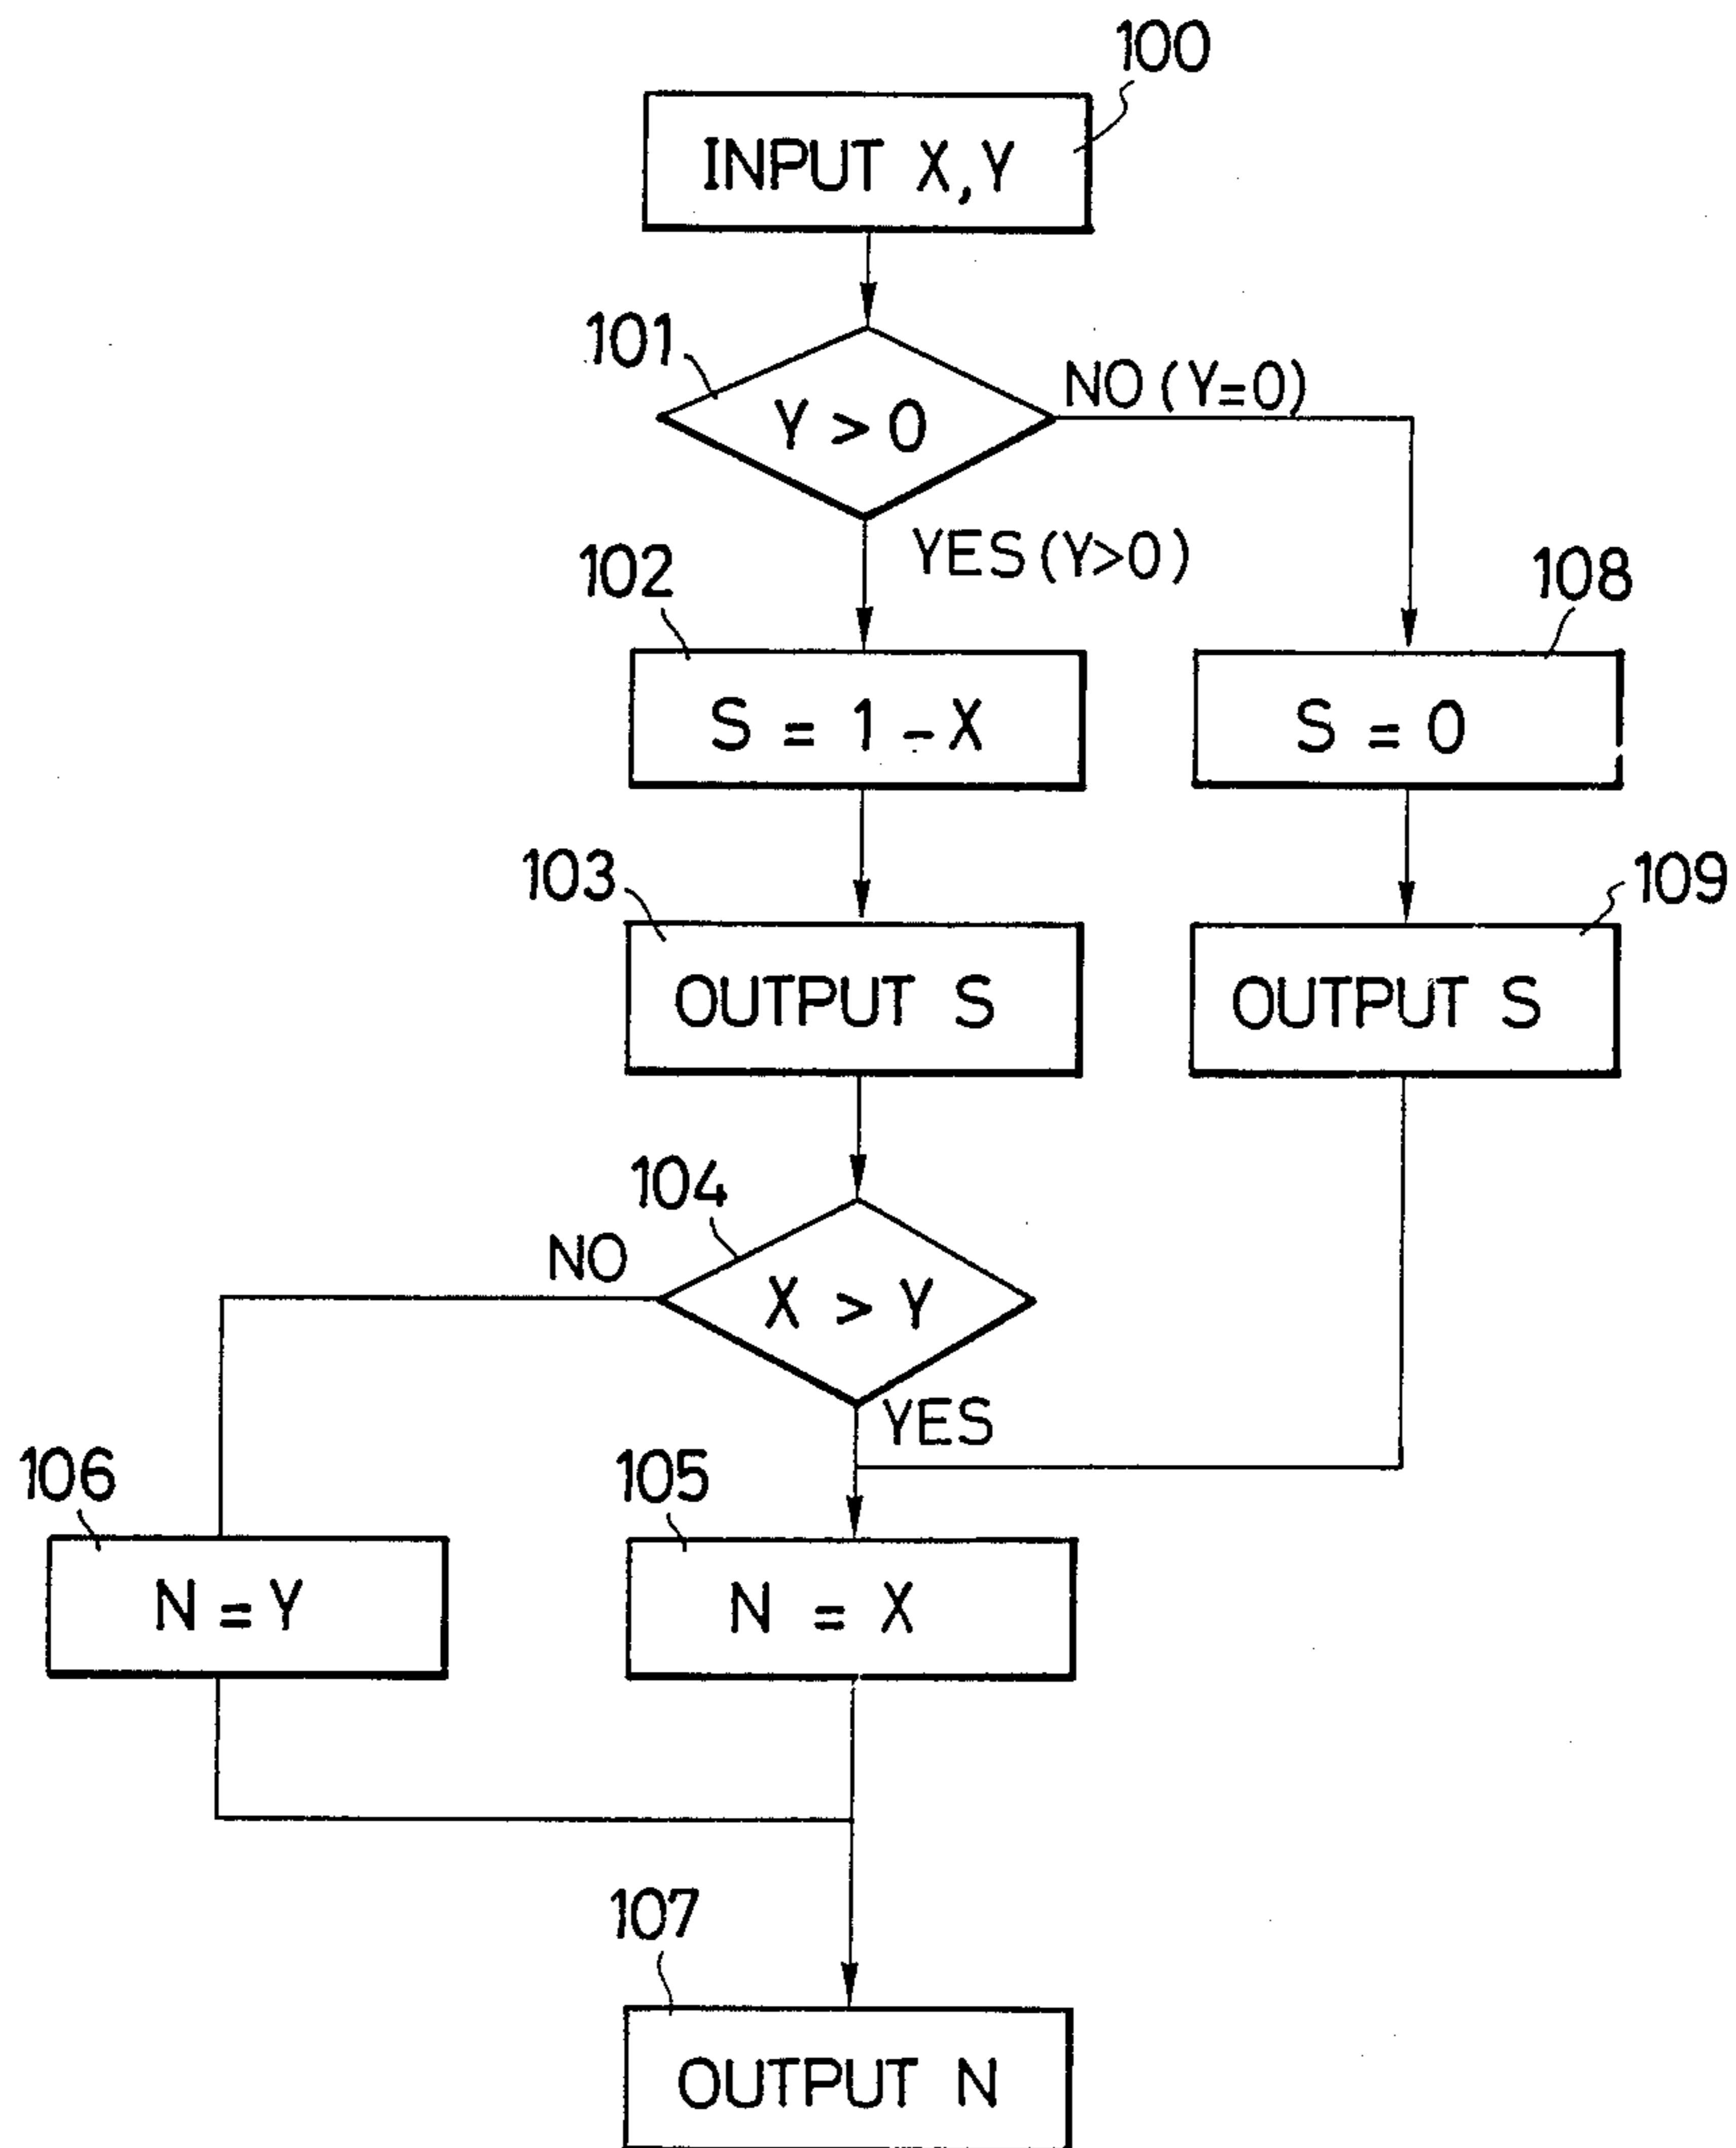 100
INPUT X, Y
101
Y > 0
NO (Y=0)
YES (Y>0)
102
S = 1 - X
108
S = 0
103
OUTPUT S
109
OUTPUT S
104
NO
X > Y
YES
106
N = Y
105
N = X
107
OUTPUT N